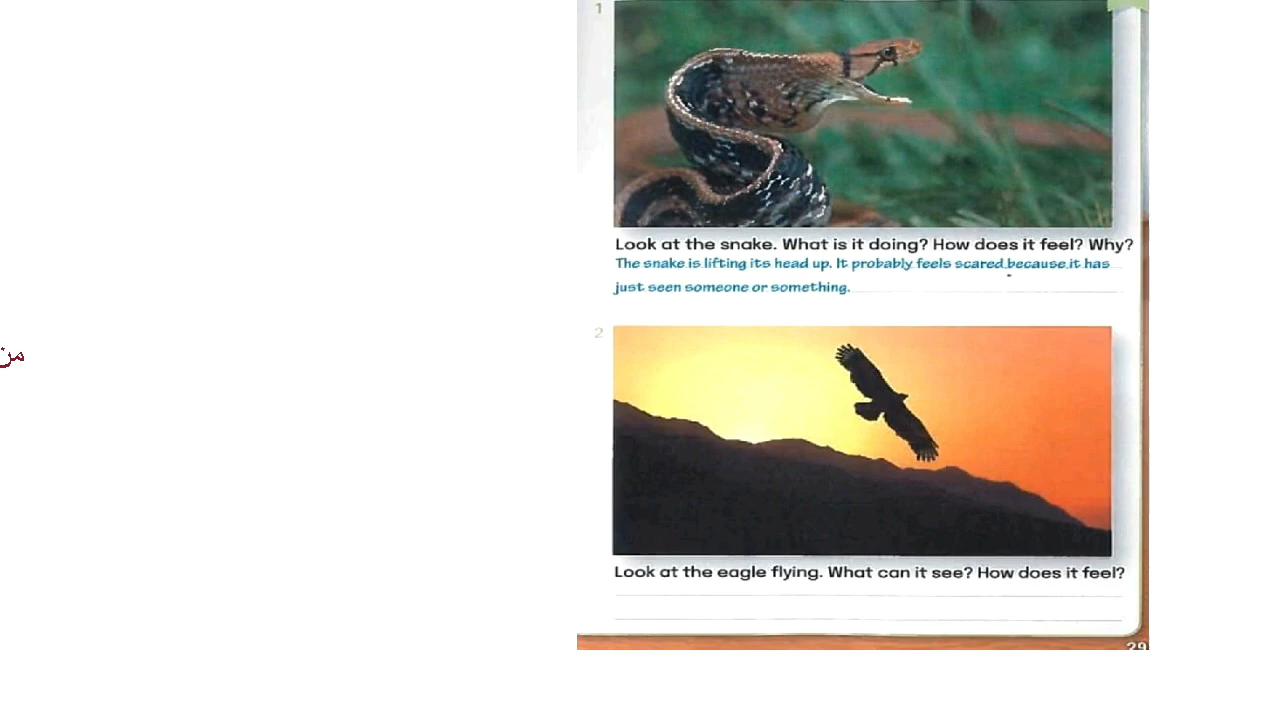 1
Look at the snake. What is it doing? How does it feel? Why?
The snake is lifting its head up. It probably feels scared because it has
just seen someone or something.
من
2
Look at the eagle flying. What can it see? How does it feel?
29